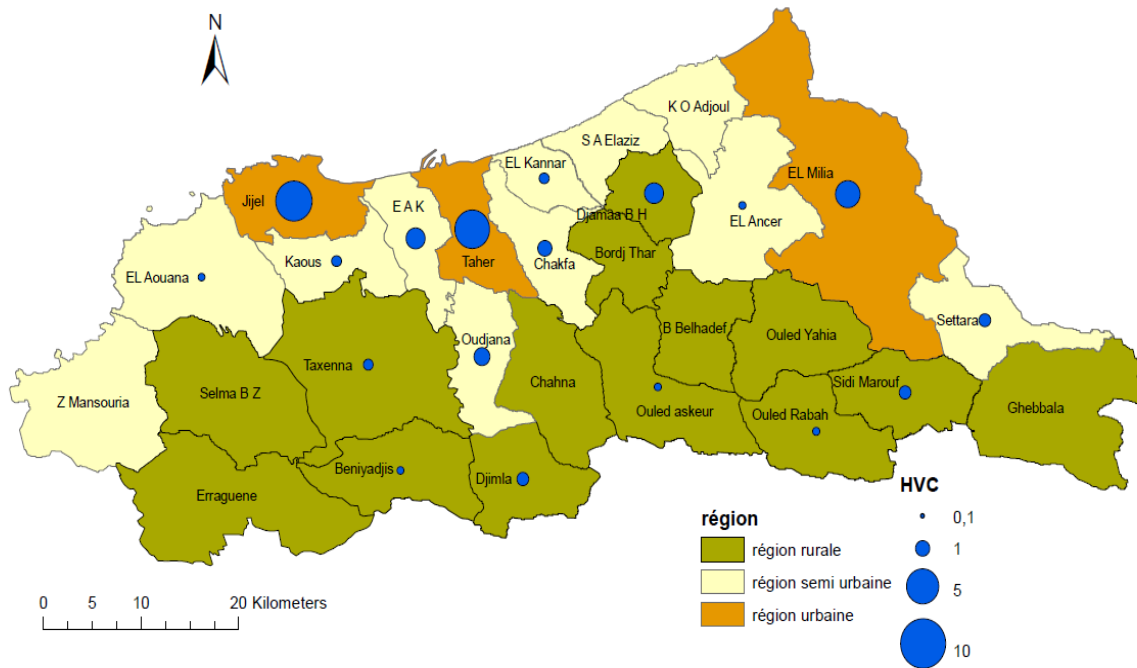 N
K O Adjoul
S A Elaziz
EL Kannar
EL Milia
Jijel
E A K
Djamaa B H
EL Ancer
Bordj Thar
Taher
Chakfa
Kaous
EL Aouana
Settara
B Belhadef
Ouled Yahia
Oudjana
Taxenna
Chahna
Sidi Marouf
Selma B Z
Z Mansouria
Ouled askeur
Ouled Rabah
Ghebbala
Beniyadjis
Djimla
Erraguene
HVC
0,1
1
5
10
région
région rurale
région semi urbaine
région urbaine
0 5 10 20 Kilometers